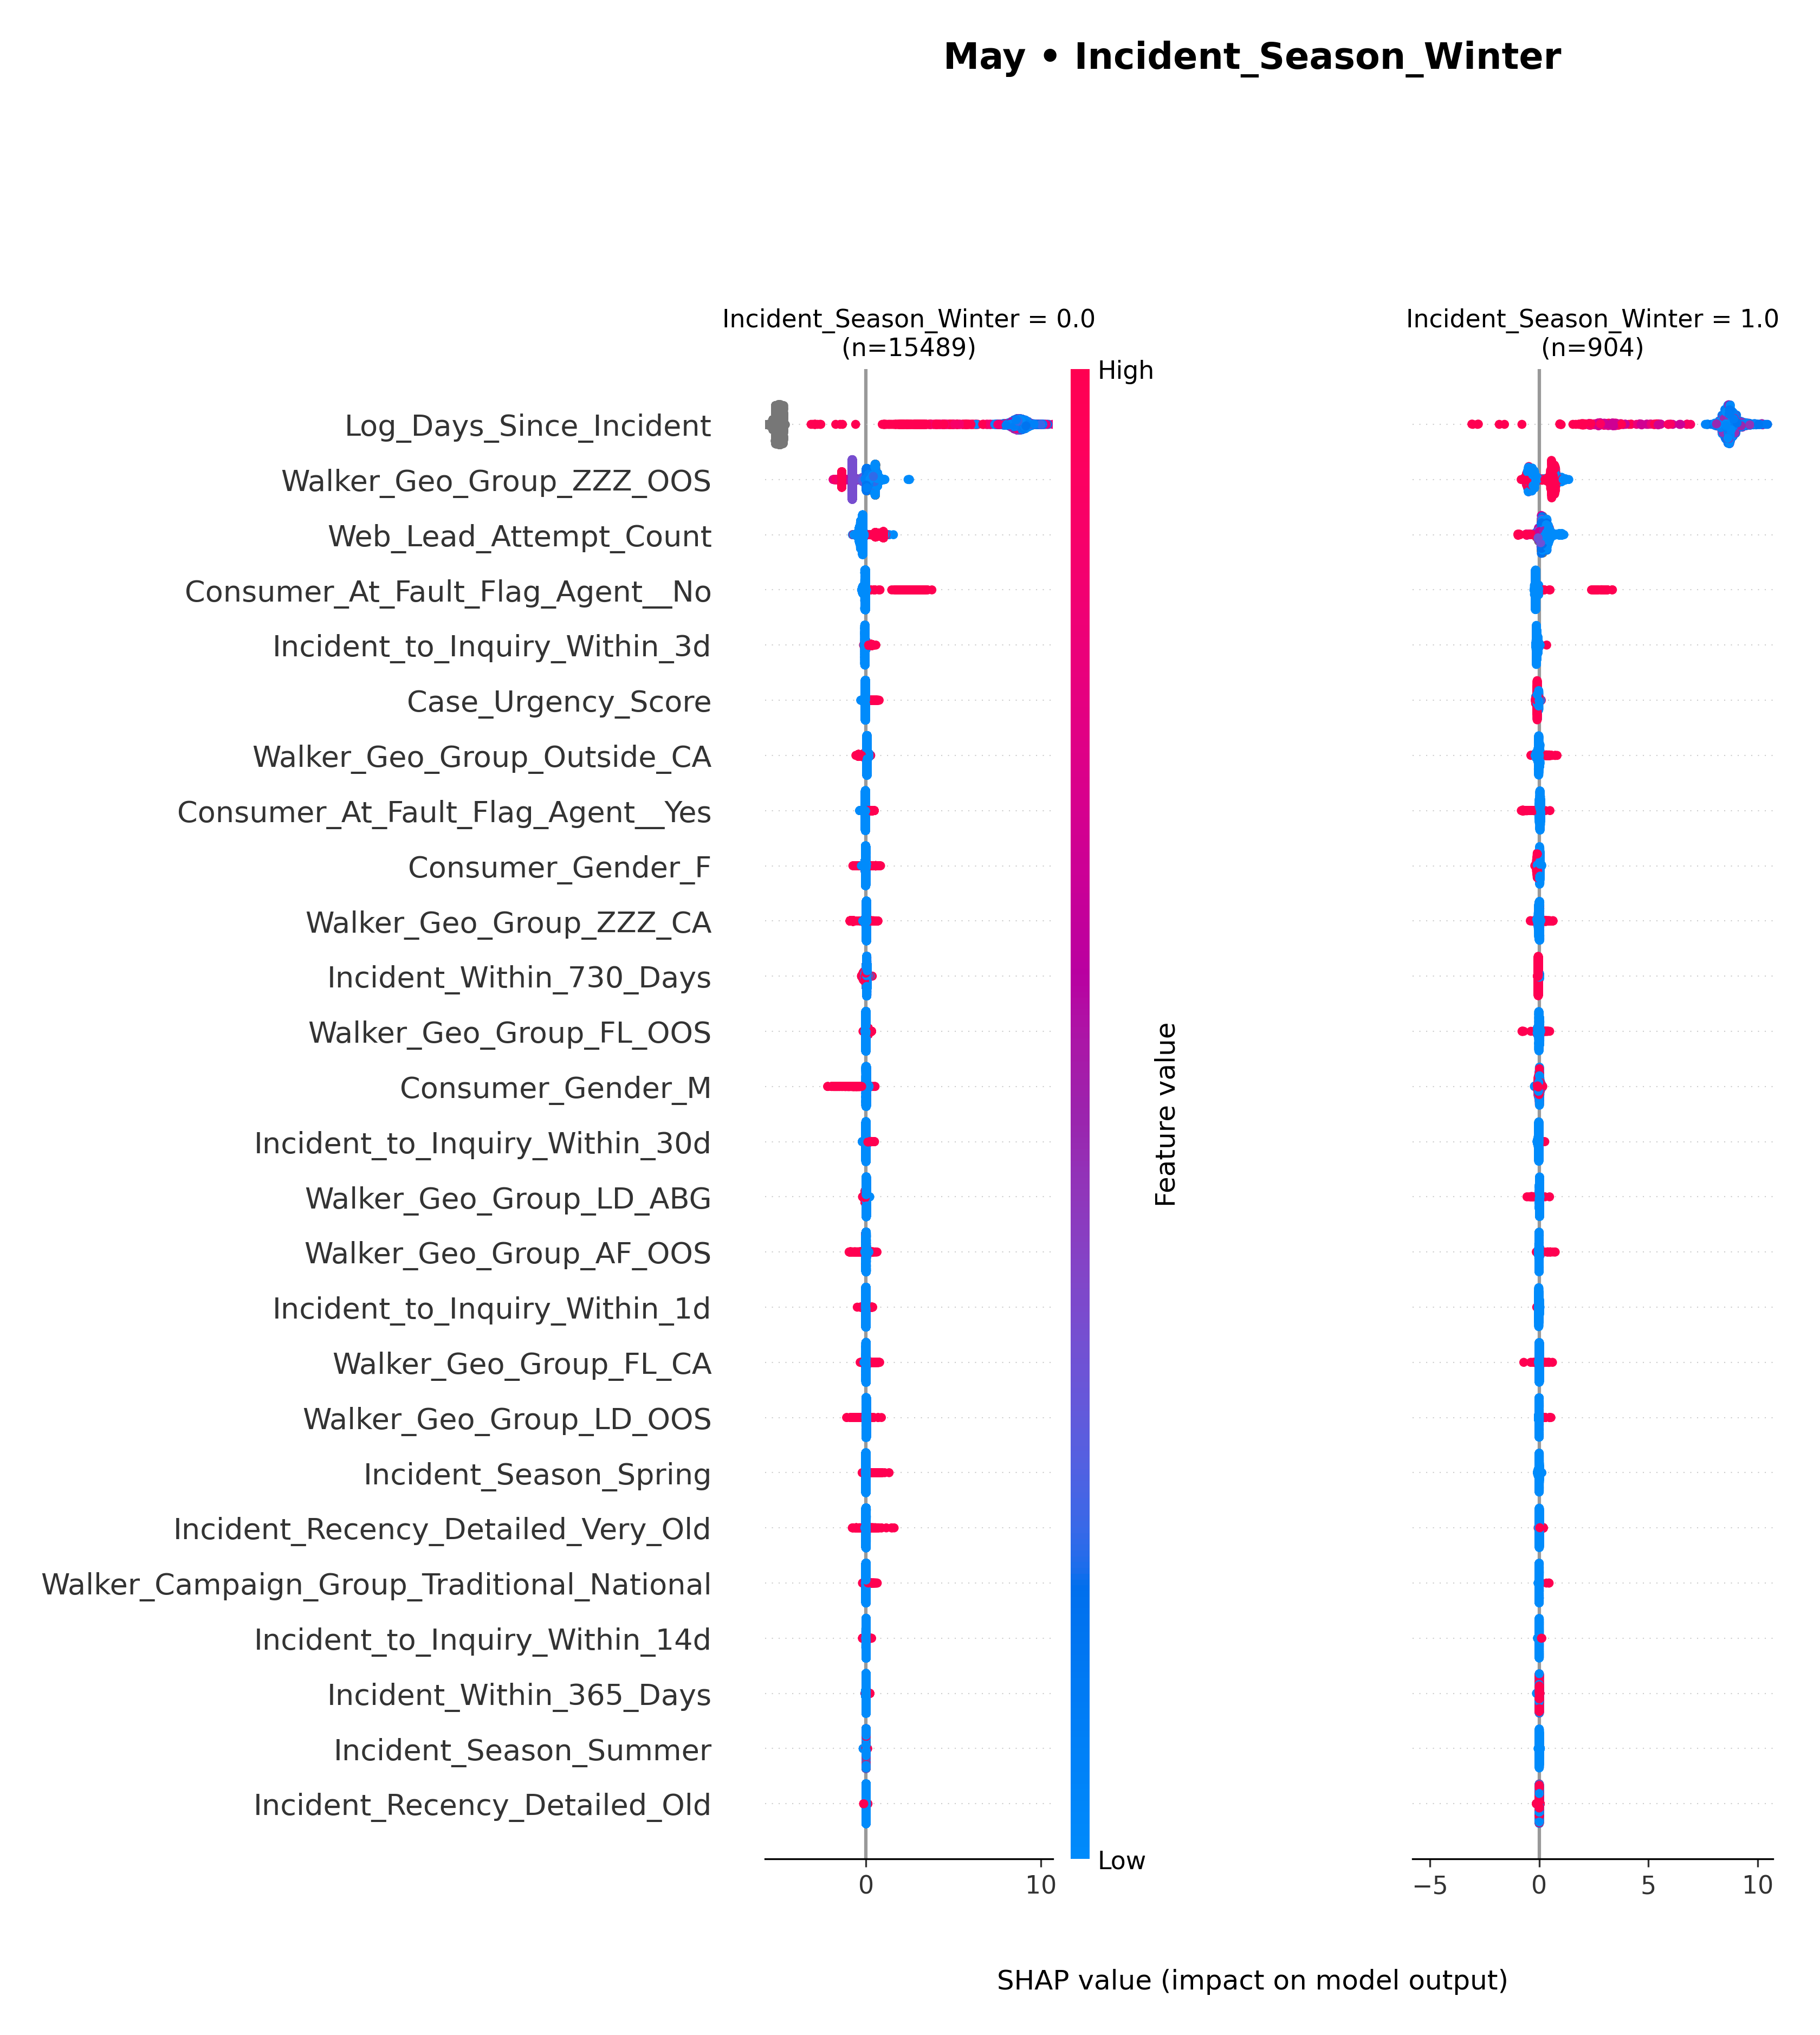 May • Incident_Season_Winter
Incident_Season_Winter = 0.0
(n=15489)
Incident_Season_Winter = 1.0
(n=904)
High
Log_Days_Since_Incident
Walker_Geo_Group_ZZZ_OOS
Web_Lead_Attempt_Count
Consumer_At_Fault_Flag_Agent__No
Incident_to_Inquiry_Within_3d
Case_Urgency_Score
Walker_Geo_Group_Outside_CA
Consumer_At_Fault_Flag_Agent__Yes
Consumer_Gender_F
Walker_Geo_Group_ZZZ_CA
Incident_Within_730_Days
Walker_Geo_Group_FL_OOS
Consumer_Gender_M
Incident_to_Inquiry_Within_30d
Walker_Geo_Group_LD_ABG
Walker_Geo_Group_AF_OOS
Incident_to_Inquiry_Within_1d
Walker_Geo_Group_FL_CA
Walker_Geo_Group_LD_OOS
Incident_Season_Spring
Incident_Recency_Detailed_Very_Old
Walker_Campaign_Group_Traditional_National
Incident_to_Inquiry_Within_14d
Incident_Within_365_Days
Incident_Season_Summer
Incident_Recency_Detailed_Old
Feature value
Low
0 10
−5 0 5 10
SHAP value (impact on model output)